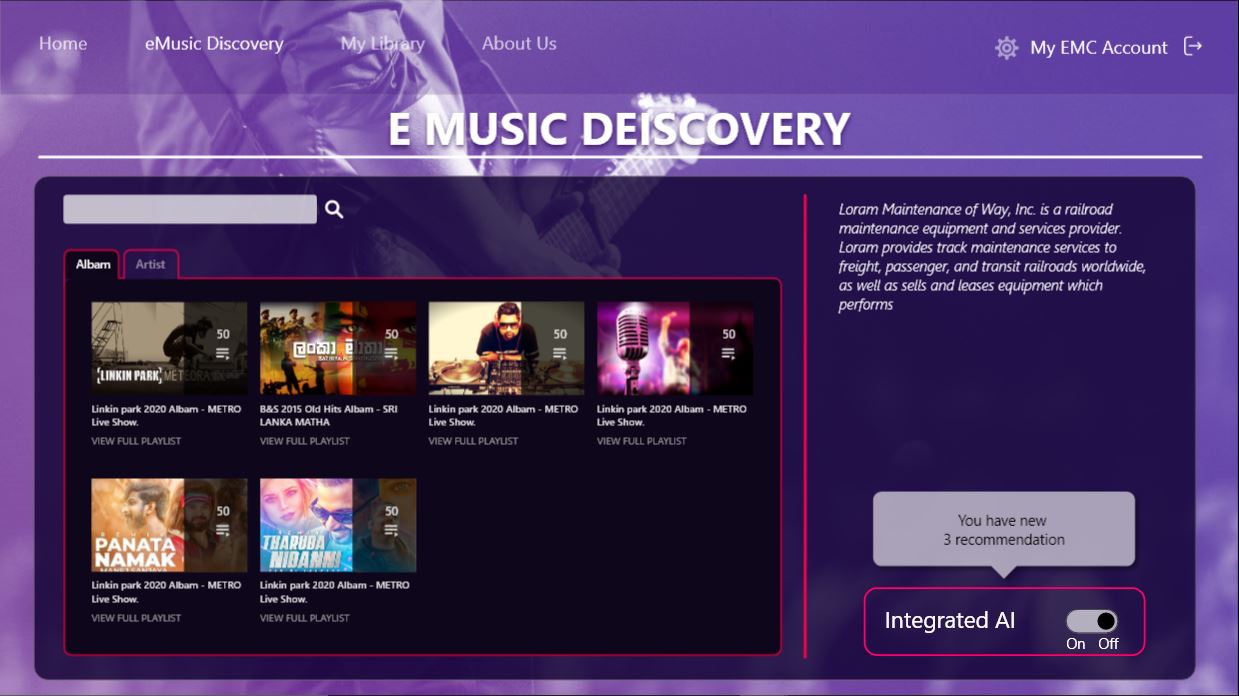 Home
eMusic Discovery
My Library
About Us
My EMC Account
E MUSIC DEISCOVERY
Albam
Artist
50
LINKIN PARK METEORA
Linkin park 2020 Albam - METRO
Live Show.
VIEW FULL PLAYLIST
50
ලංකා මාතා
B&S 2015 Old Hits Albam - SRI
LANKA MATHA
VIEW FULL PLAYLIST
50
Linkin park 2020 Albam - METRO
Live Show.
VIEW FULL PLAYLIST
50
Linkin park 2020 Albam - METRO
Live Show.
VIEW FULL PLAYLIST
50
REMIX
PANATA
NAMAK
Linkin park 2020 Albam - METRO
Live Show.
VIEW FULL PLAYLIST
50
REMIX
THARUBA
NIDANNI
Linkin park 2020 Albam - METRO
Live Show.
VIEW FULL PLAYLIST
Loram Maintenance of Way, Inc. is a railroad
maintenance equipment and services provider.
Loram provides track maintenance services to
freight, passenger, and transit railroads worldwide,
as well as sells and leases equipment which
performs
You have new
3 recommendation
Integrated AI
On Off